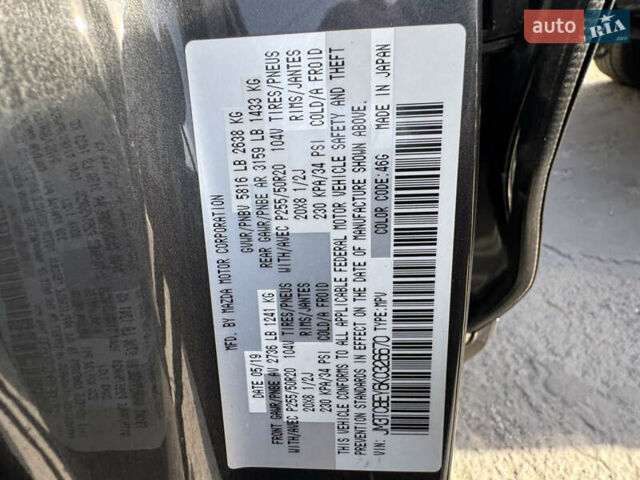 MFD. BY MAZDA MOTOR CORPORATION
DATE 05/19 GVWR/PNBV 5816 LB 2638 KG
FRONT GAWR/PNBE AV 2736 LB 1241 KG REAR GAWR/PNBE AR 3159 LB 1433 KG
WITH/AVEC P255/50R20 104V TIRES/PNEUS WITH/AVEC P255/50R20 104V TIRES/PNEUS
20X8 1/2J RIMS/JANTES 20X8 1/2J RIMS/JANTES
230 KPA/34 PSI COLD/A FROID 230 KPA/34 PSI COLD/A FROID
THIS VEHICLE CONFORMS TO ALL APPLICABLE FEDERAL MOTOR VEHICLE SAFETY AND THEFT
PREVENTION STANDARDS IN EFFECT ON THE DATE OF MANUFACTURE SHOWN ABOVE.
VIN: JM3TCBEY5K0326670 TYPE: MPV COLOR CODE: 46G MADE IN JAPAN
auto
RIA
.com